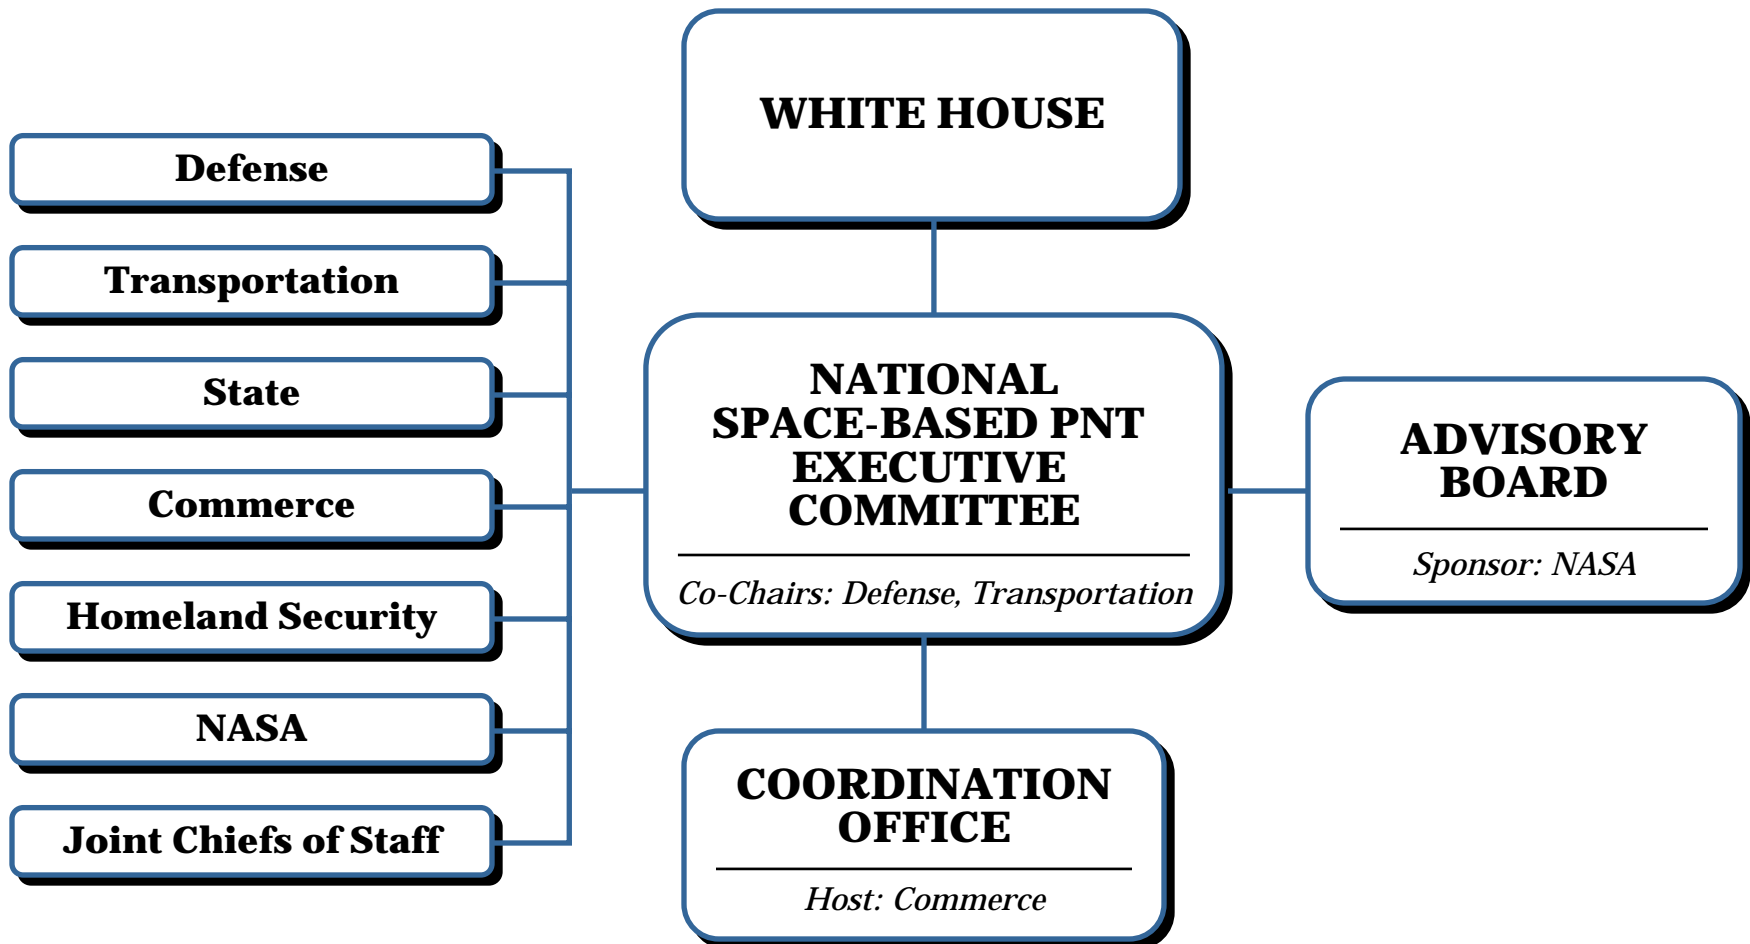 WHITE HOUSE
Defense
Transportation
State
Commerce
Homeland Security
NASA
Joint Chiefs of Staff
NATIONAL
SPACE-BASED PNT
EXECUTIVE
COMMITTEE
Co-Chairs: Defense, Transportation
ADVISORY
BOARD
Sponsor: NASA
COORDINATION
OFFICE
Host: Commerce